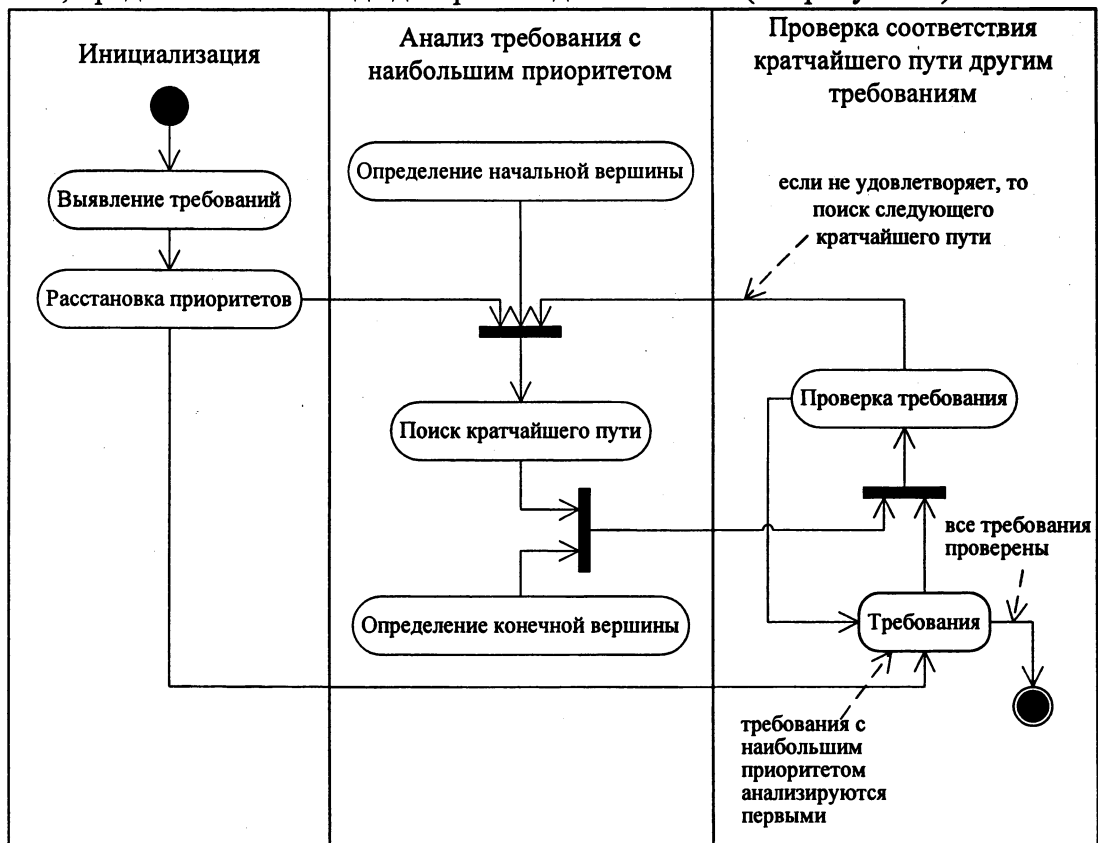 Инициализация
Анализ требования с
наибольшим приоритетом
Проверка соответствия
кратчайшего пути другим
требованиям
Определение начальной вершины
Выявление требований
если не удовлетворяет, то
поиск следующего
кратчайшего пути
Расстановка приоритетов
Проверка требования
Поиск кратчайшего пути
все требования
проверены
Определение конечной вершины
Требования
требования с
наибольшим
приоритетом
анализируются
первыми